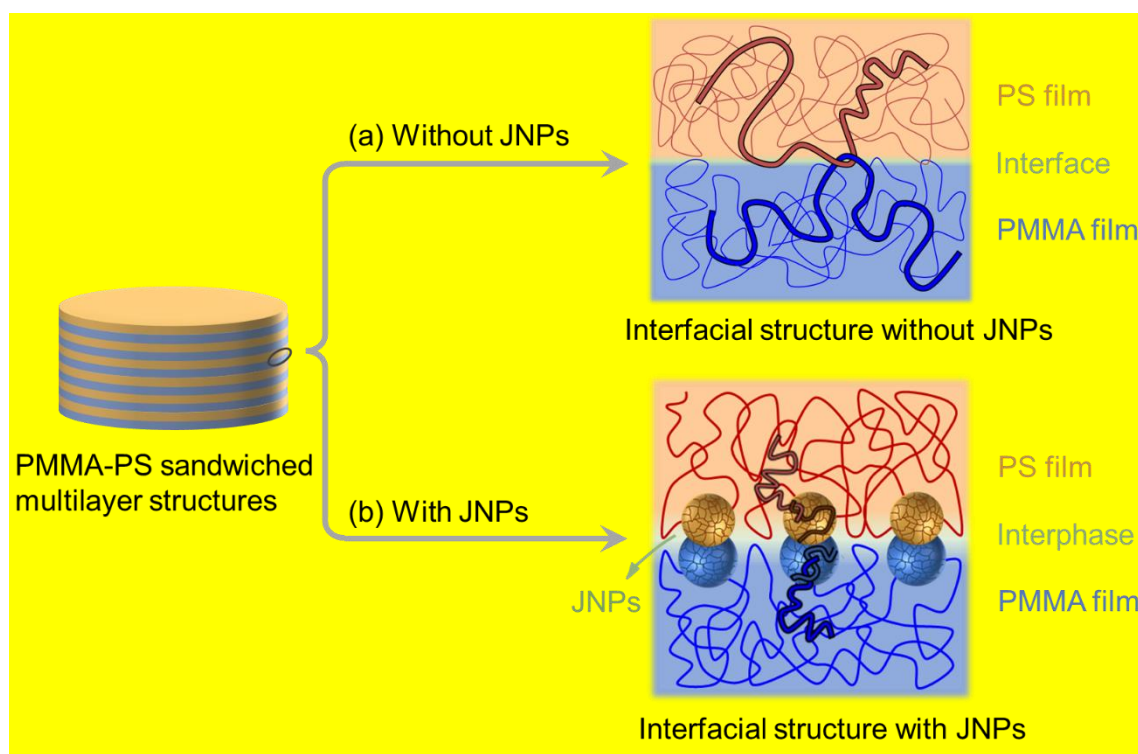 (a) Without JNPs
PS film
Interface
PMMA film
Interfacial structure without JNPs
PMMA-PS sandwiched
multilayer structures
(b) With JNPs
PS film
Interphase
JNPs
PMMA film
Interfacial structure with JNPs